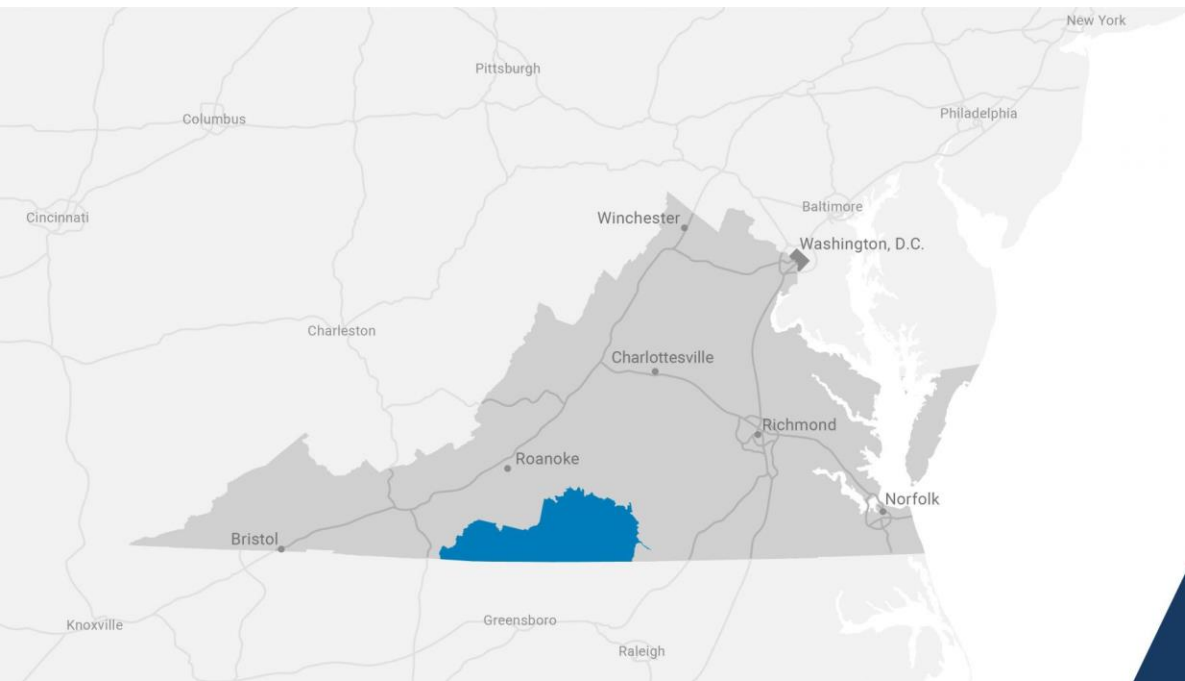 New York
Pittsburgh
Columbus
Philadelphia
Baltimore
Cincinnati
Winchester
Washington, D.C.
Charleston
Charlottesville
Richmond
Roanoke
Norfolk
Bristol
Greensboro
Knoxville
Raleigh